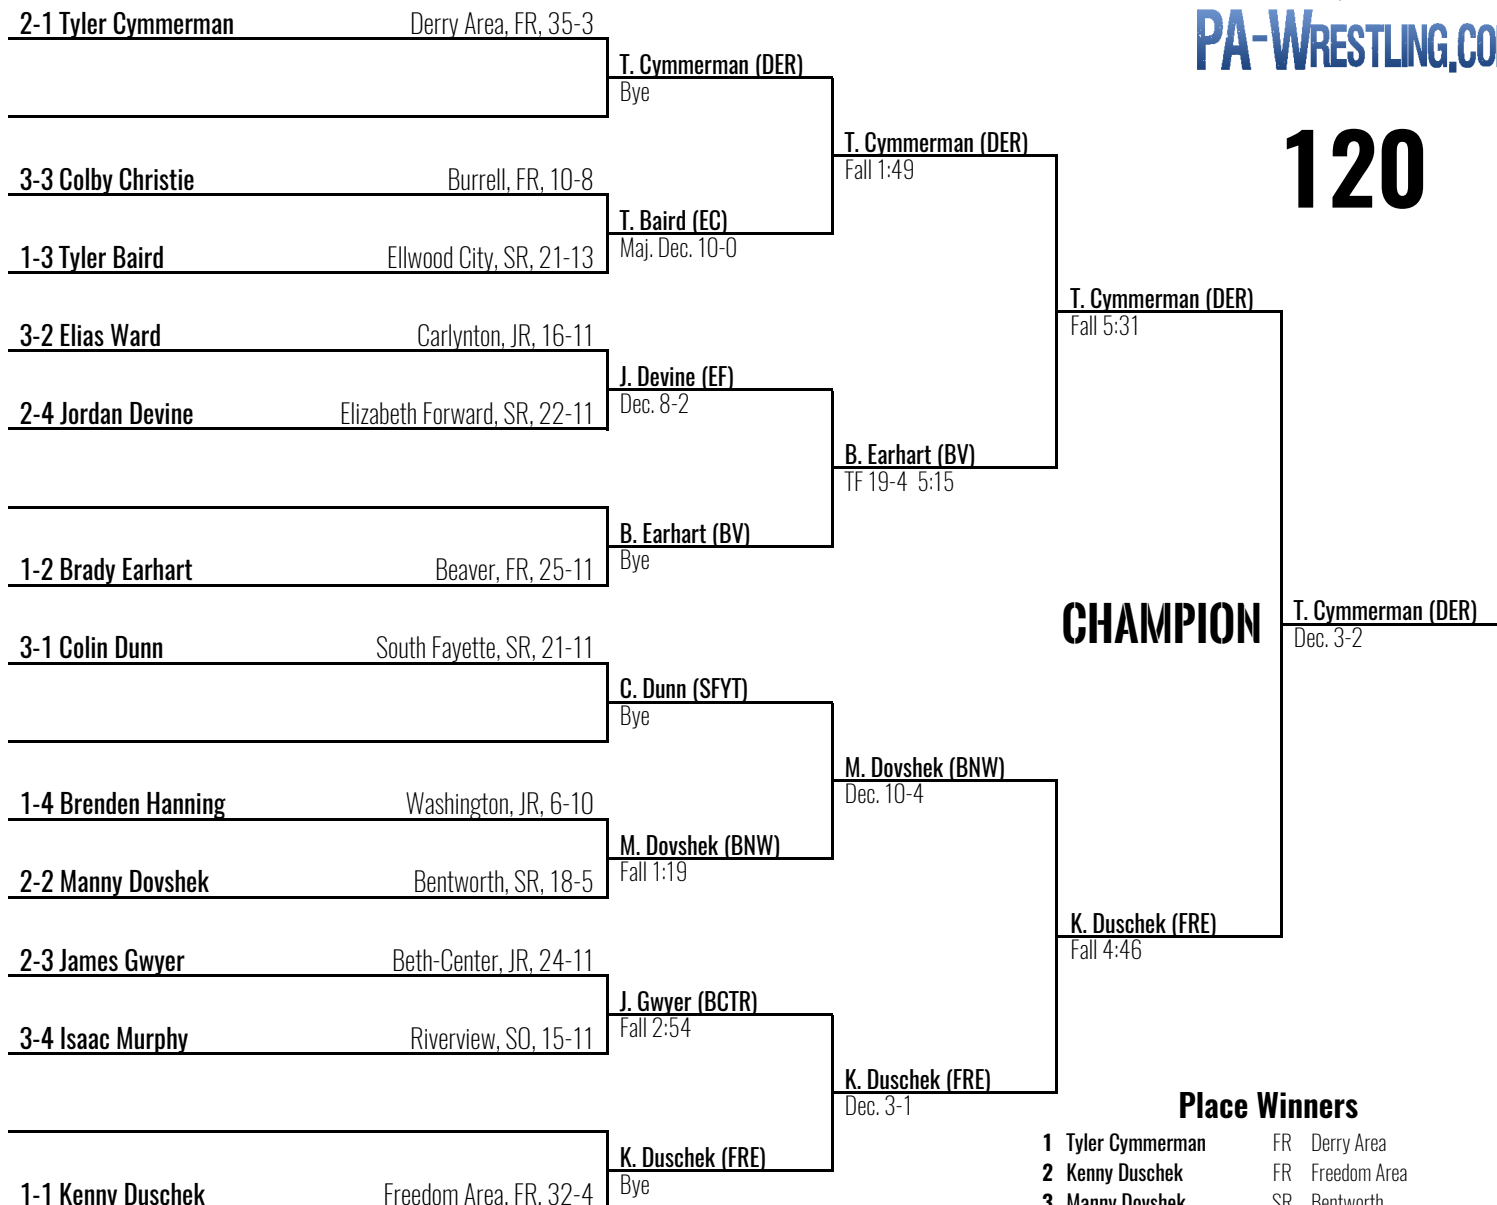 2-1 Tyler Cymmerman Derry Area, FR, 35-3
PA-WRESTLING.CO
T. Cymmerman (DER)
Bye
120
T. Cymmerman (DER)
Fall 1:49
3-3 Colby Christie Burrell, FR, 10-8
T. Baird (EC)
Maj. Dec. 10-0
1-3 Tyler Baird Ellwood City, SR, 21-13
T. Cymmerman (DER)
Fall 5:31
3-2 Elias Ward Carlynton, JR, 16-11
J. Devine (EF)
Dec. 8-2
2-4 Jordan Devine Elizabeth Forward, SR, 22-11
B. Earhart (BV)
TF 19-4 5:15
B. Earhart (BV)
Bye
1-2 Brady Earhart Beaver, FR, 25-11
CHAMPION
T. Cymmerman (DER)
Dec. 3-2
3-1 Colin Dunn South Fayette, SR, 21-11
C. Dunn (SFYT)
Bye
M. Dovshek (BNW)
Dec. 10-4
1-4 Brenden Hanning Washington, JR, 6-10
M. Dovshek (BNW)
Fall 1:19
2-2 Manny Dovshek Bentworth, SR, 18-5
K. Duschek (FRE)
Fall 4:46
2-3 James Gwyer Beth-Center, JR, 24-11
J. Gwyer (BCTR)
Fall 2:54
3-4 Isaac Murphy Riverview, SO, 15-11
K. Duschek (FRE)
Dec. 3-1
K. Duschek (FRE)
Bye
1-1 Kenny Duschek Freedom Area, FR, 32-4
Place Winners
1 Tyler Cymmerman FR Derry Area
2 Kenny Duschek FR Freedom Area
3 Manny Dovshek SR Bentworth